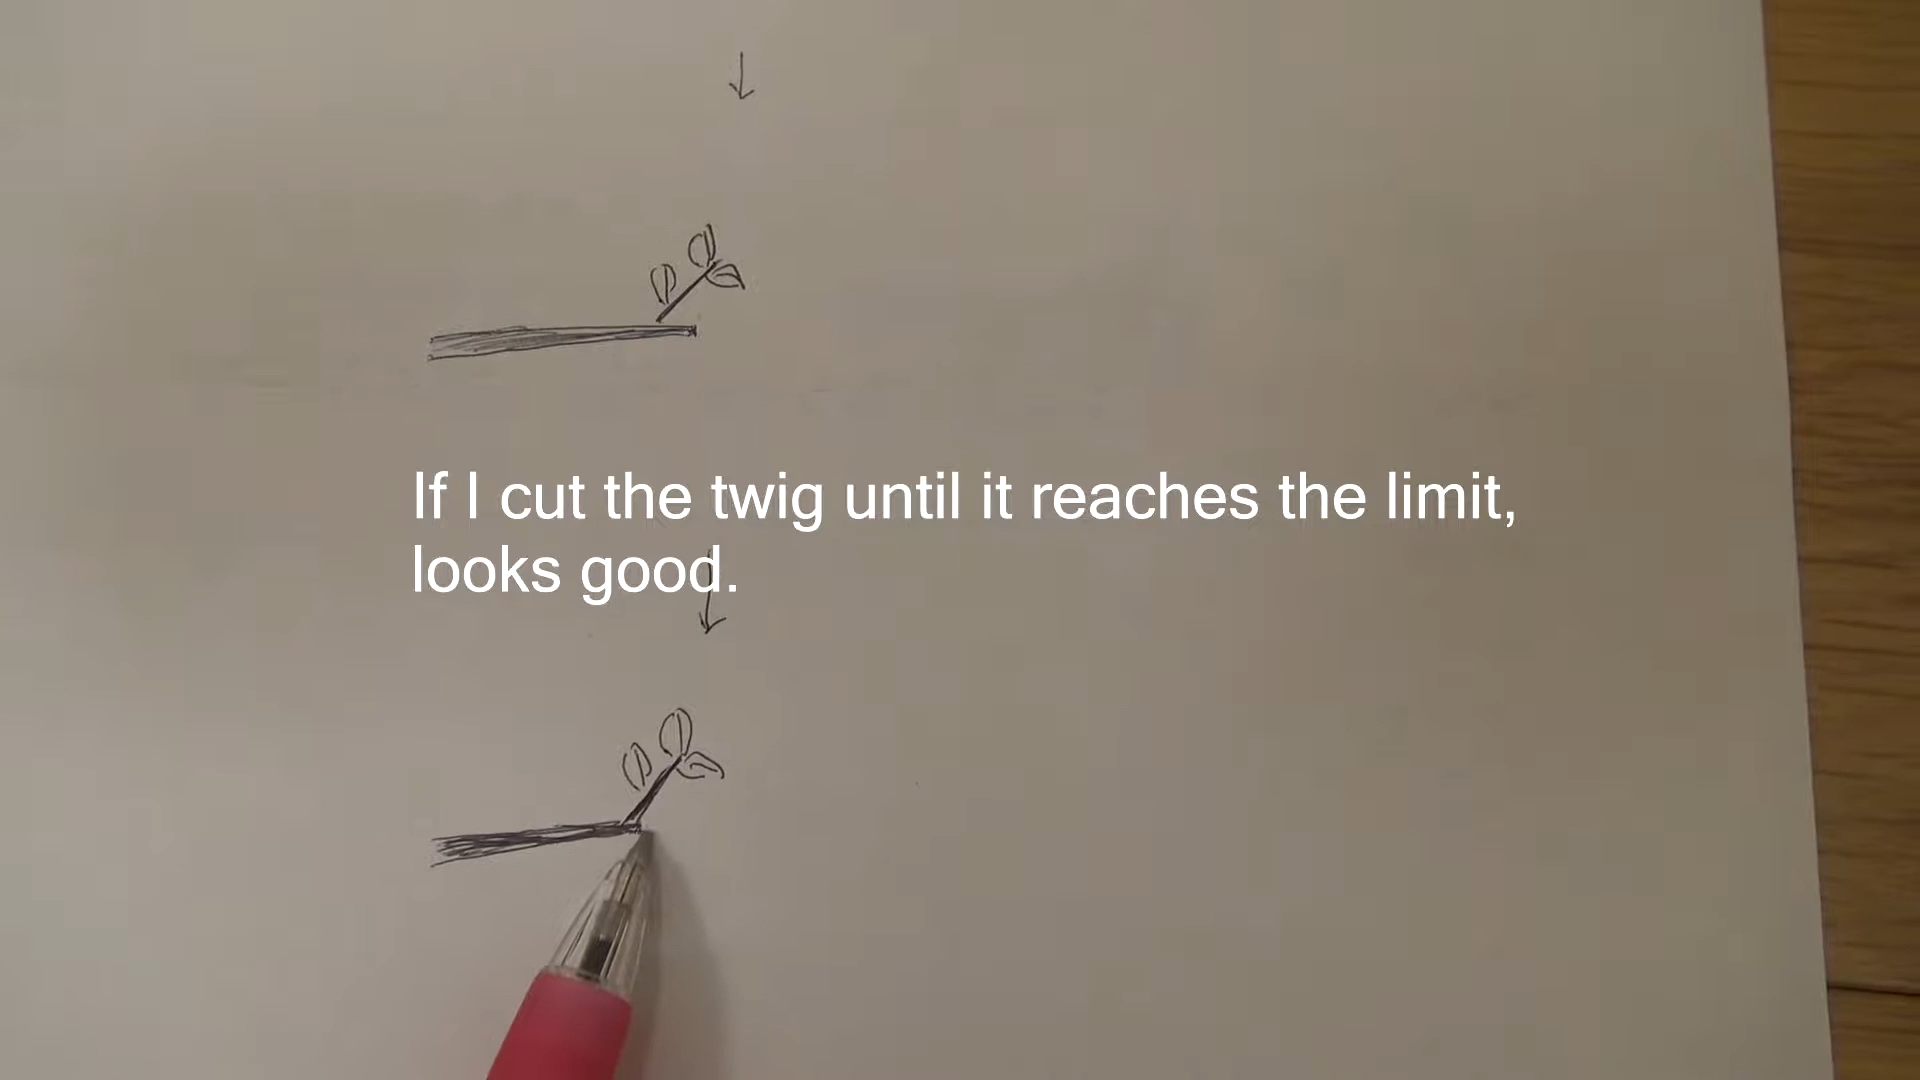 If I cut the twig until it reaches the limit,
looks good.